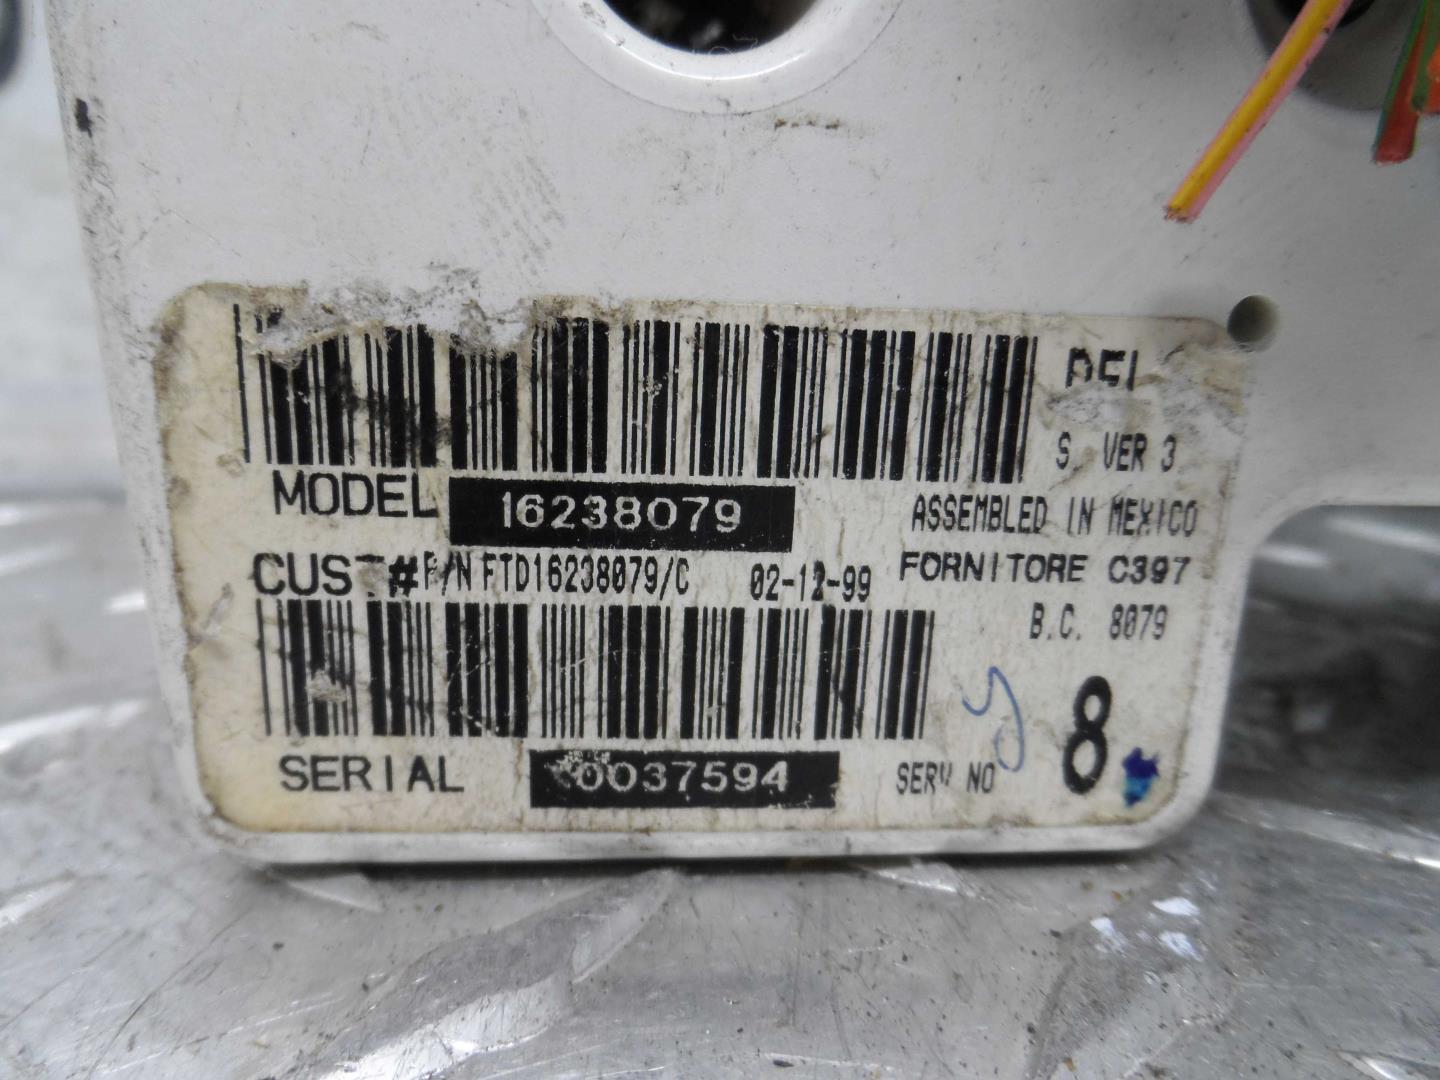 S. VER 3
MODEL 16238079
ASSEMBLED IN MEXICO
CUST# P/N FTD16238079/C 02-12-99
FORNITORE C397
B.C. 8079
SERIAL 0037594
SERV NO 8
y